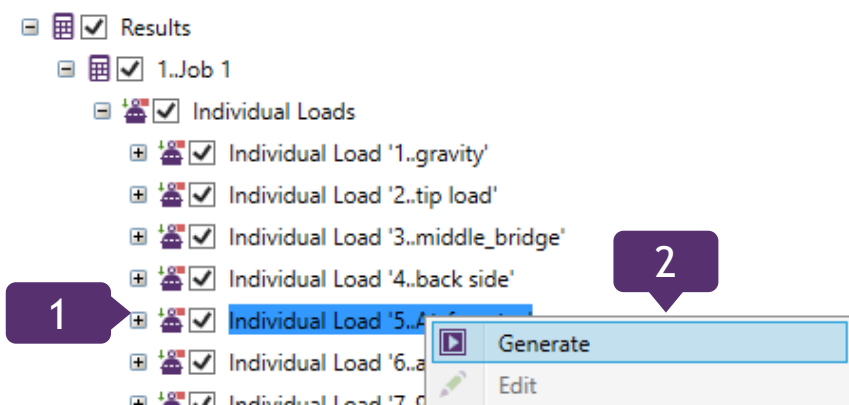 Results
1..Job 1
Individual Loads
Individual Load '1..gravity'
Individual Load '2..tip load'
Individual Load '3..middle_bridge'
2
Individual Load '4..back side'
1
Individual Load '5..
Generate
Individual Load '6..a
Edit
Individual Load '7